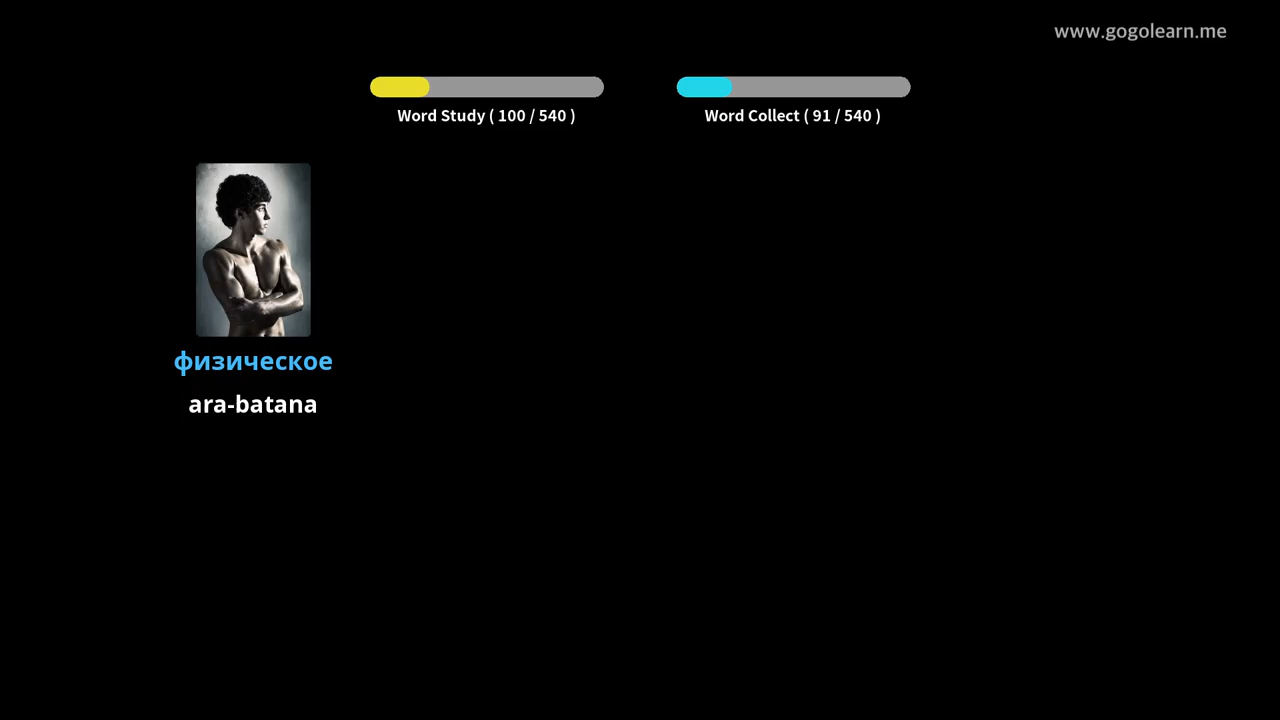 www.gogolearn.me
Word Study ( 100 / 540 )
Word Collect ( 91 / 540 )
физическое
ara-batana